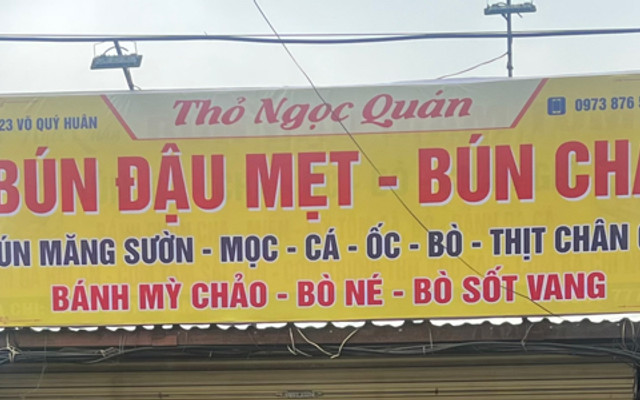 23 VÕ QUÝ HUÂN
Thỏ Ngọc Quán
0973 876
BÚN ĐẬU MẸT - BÚN CHẢ
ÚN MĂNG SƯỜN - MỌC - CÁ - ỐC - BÒ - THỊT CHÂN
BÁNH MỲ CHẢO - BÒ NÉ - BÒ SỐT VANG